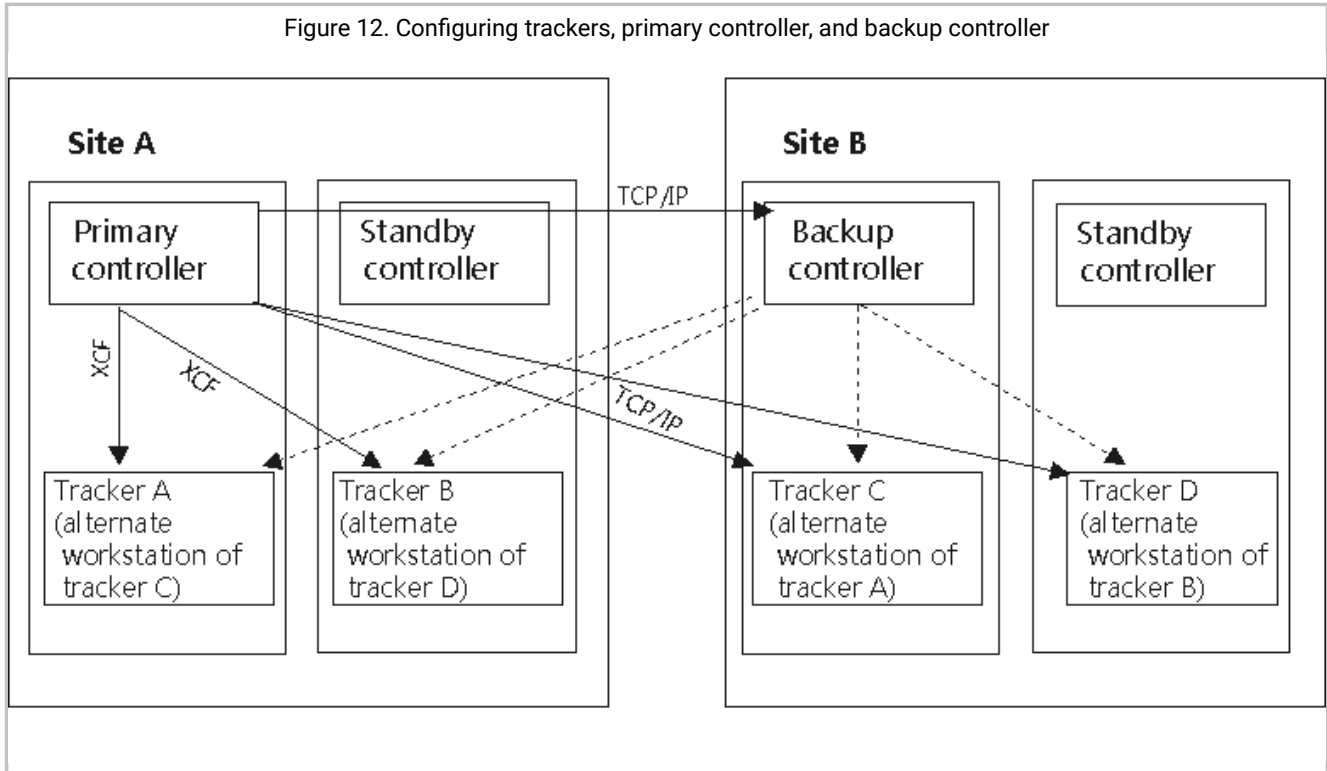 Figure 12. Configuring trackers, primary controller, and backup controller
Site A
Primary
controller
Standby
controller
XCF
XCF
Tracker A
(alternate
workstation of
tracker C)
Tracker B
(alternate
workstation of
tracker D)
TCP/IP
TCP/IP
Site B
Backup
controller
Standby
controller
Tracker C
(alternate
workstation of
tracker A)
Tracker D
(alternate
workstation of
tracker B)